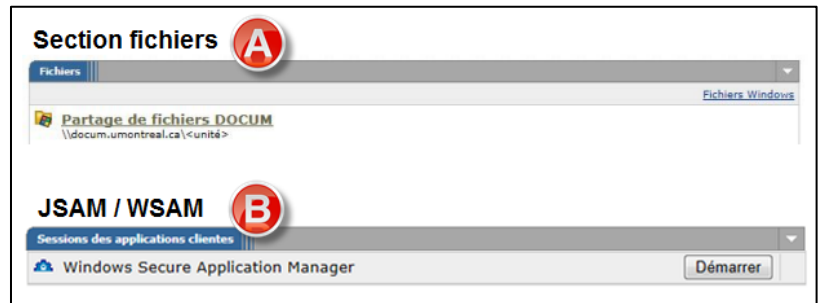 Section fichiers A
Fichiers
Fichiers Windows
Partage de fichiers DOCUM
\\docum.umontreal.ca\<unité>
JSAM / WSAM B
Sessions des applications clientes
Windows Secure Application Manager Démarrer